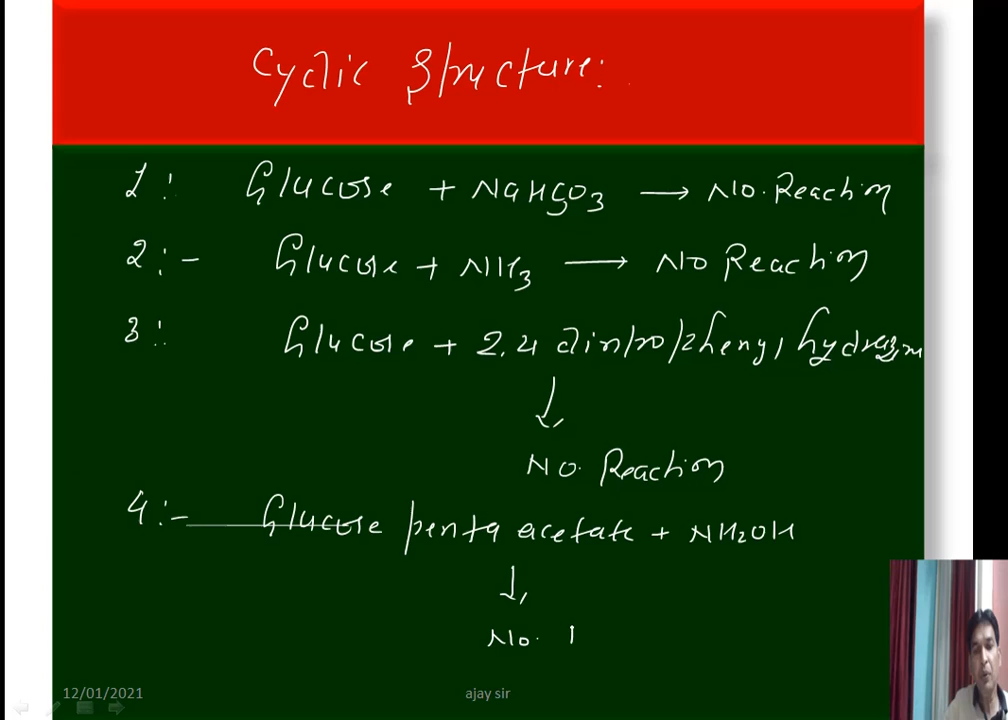 Cyclic Structure:
1:- Glucose + NaHSO3 → No. Reaction
2:- Glucose + NH3 → No Reaction
3:- Glucose + 2.4 dinitrophenyl hydrazin
↓
No. Reaction
4:- Glucose penta acetate + NH2OH
↓
No.
12/01/2021 ajay sir